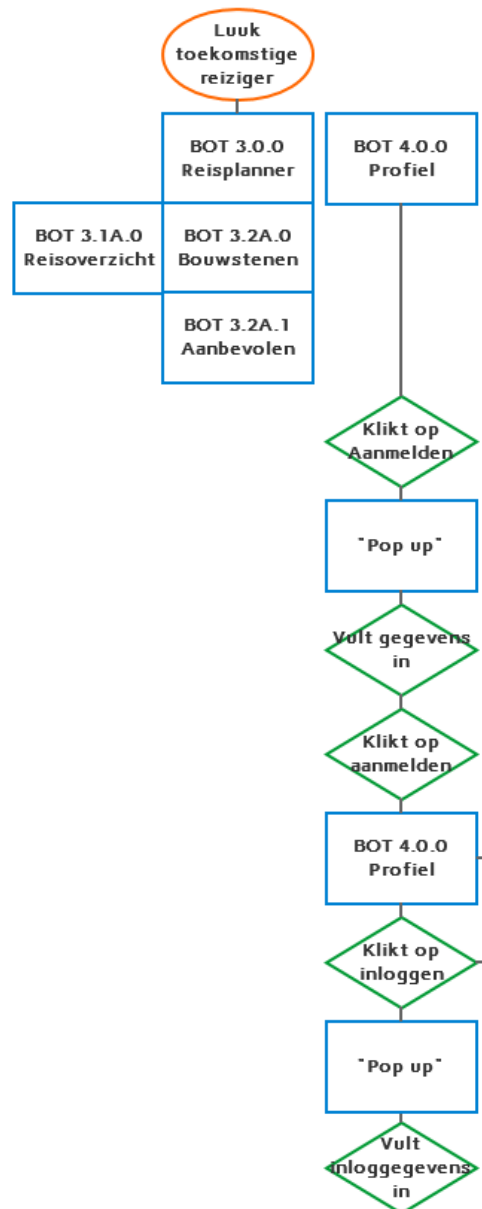 Luuk
toekomstige
reiziger
BOT 3.0.0
Reisplanner
BOT 4.0.0
Profiel
BOT 3.1A.0
Reisoverzicht
BOT 3.2A.0
Bouwstenen
BOT 3.2A.1
Aanbevolen
Klikt op
Aanmelden
"Pop up"
Vult gegevens
in
Klikt op
aanmelden
BOT 4.0.0
Profiel
Klikt op
inloggen
"Pop up"
Vult
inloggegevens
in